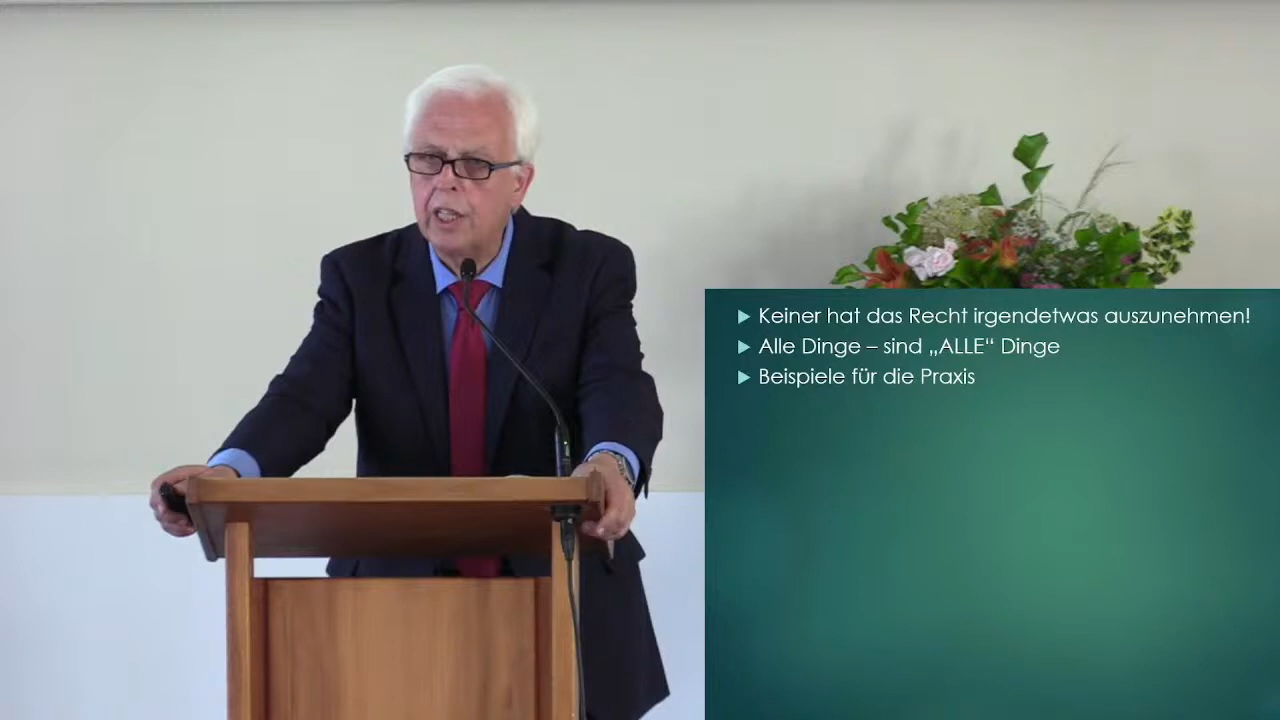 Keiner hat das Recht irgendetwas auszunehmen!
Alle Dinge – sind „ALLE“ Dinge
Beispiele für die Praxis